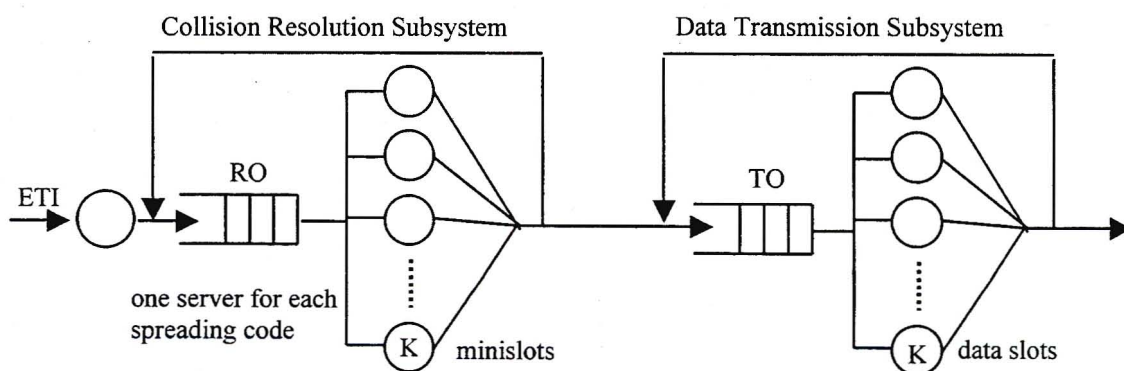 Collision Resolution Subsystem
Data Transmission Subsystem
ETI
RO
TO
one server for each
spreading code
K
minislots
K
data slots